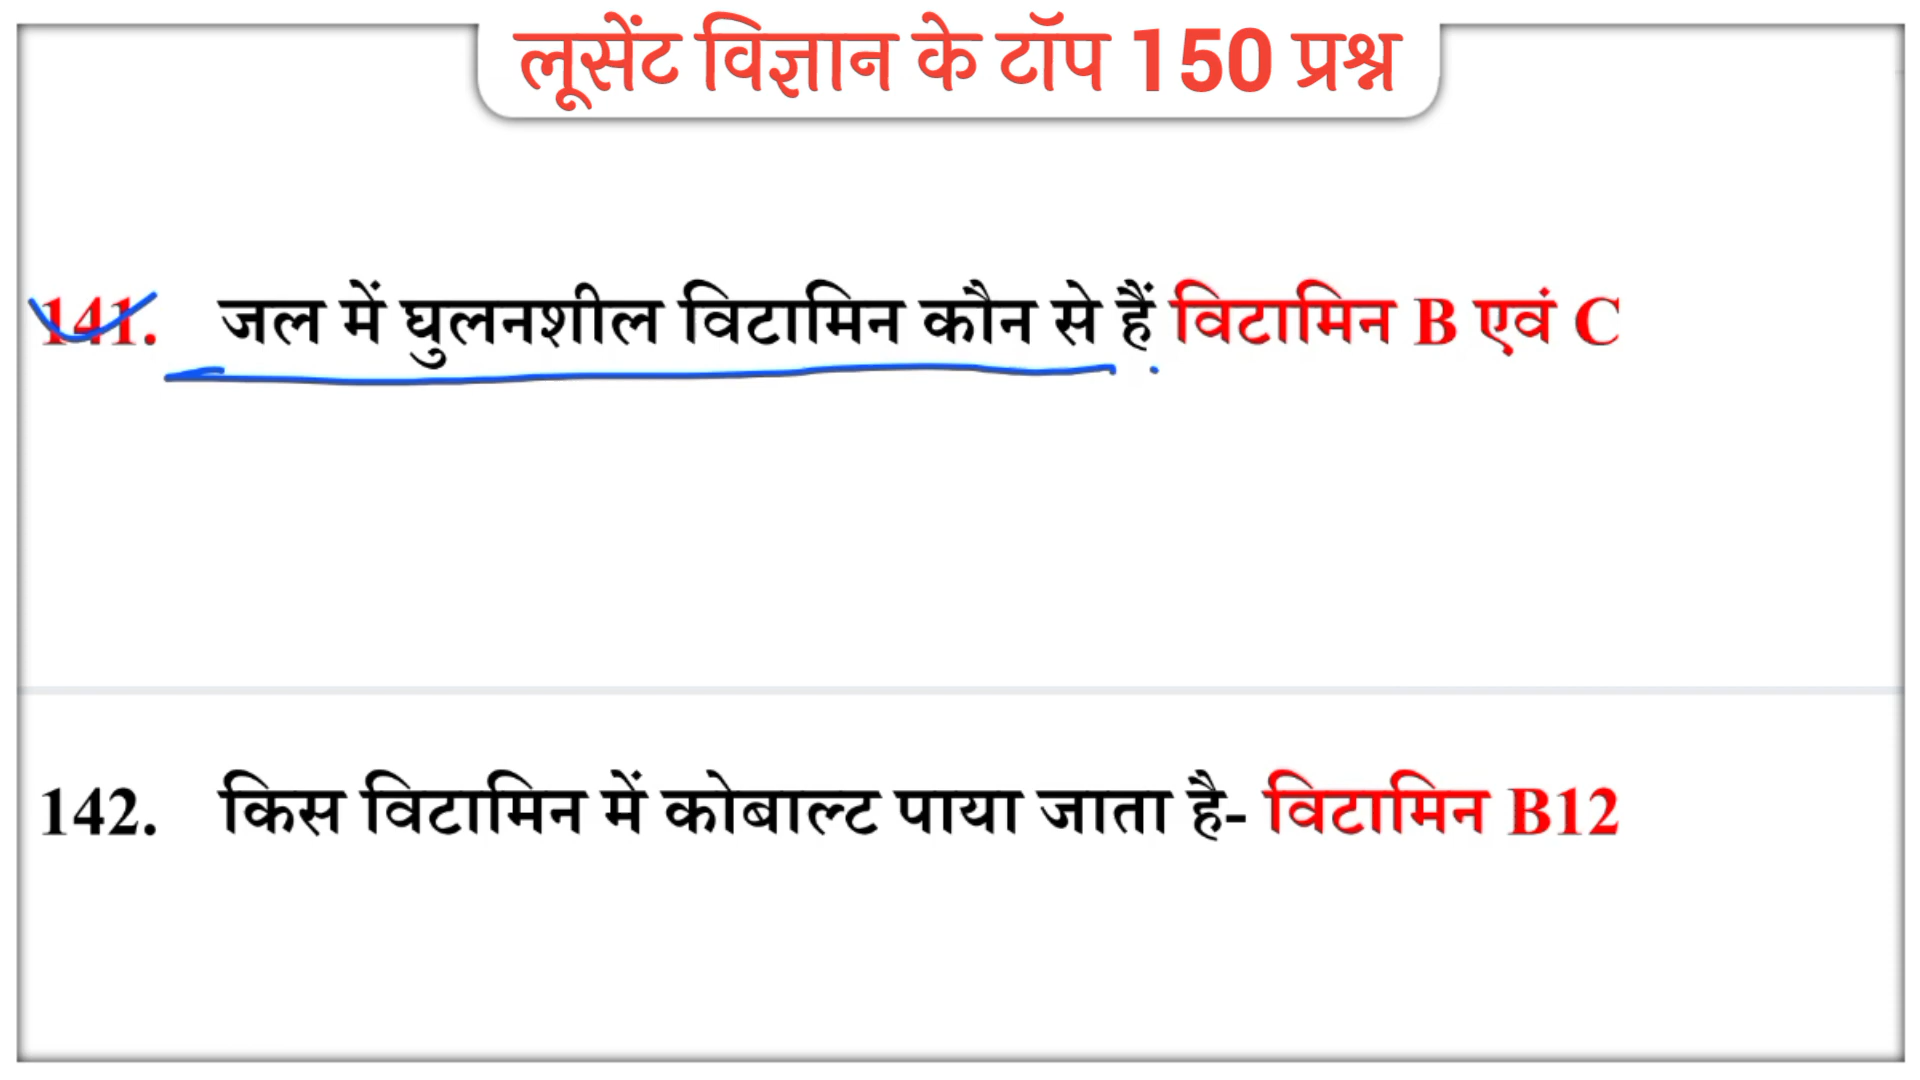 लूसेंट विज्ञान के टॉप 150 प्रश्न
141. जल में घुलनशील विटामिन कौन से हैं विटामिन B एवं C
142. किस विटामिन में कोबाल्ट पाया जाता है- विटामिन B12